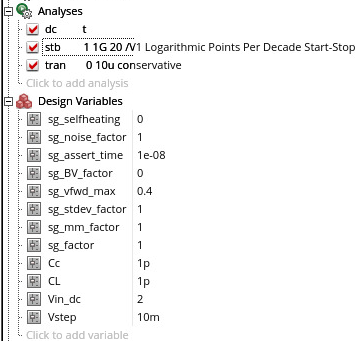 Analyses
dc t
stb 1 1G 20 /V1 Logarithmic Points Per Decade Start-Stop
tran 0 10u conservative
Click to add analysis
Design Variables
sg_selfheating 0
sg_noise_factor 1
sg_assert_time 1e-08
sg_BV_factor 0
sg_vfwd_max 0.4
sg_stdev_factor 1
sg_mm_factor 1
sg_factor 1
Cc 1p
CL 1p
Vin_dc 2
Vstep 10m
Click to add variable